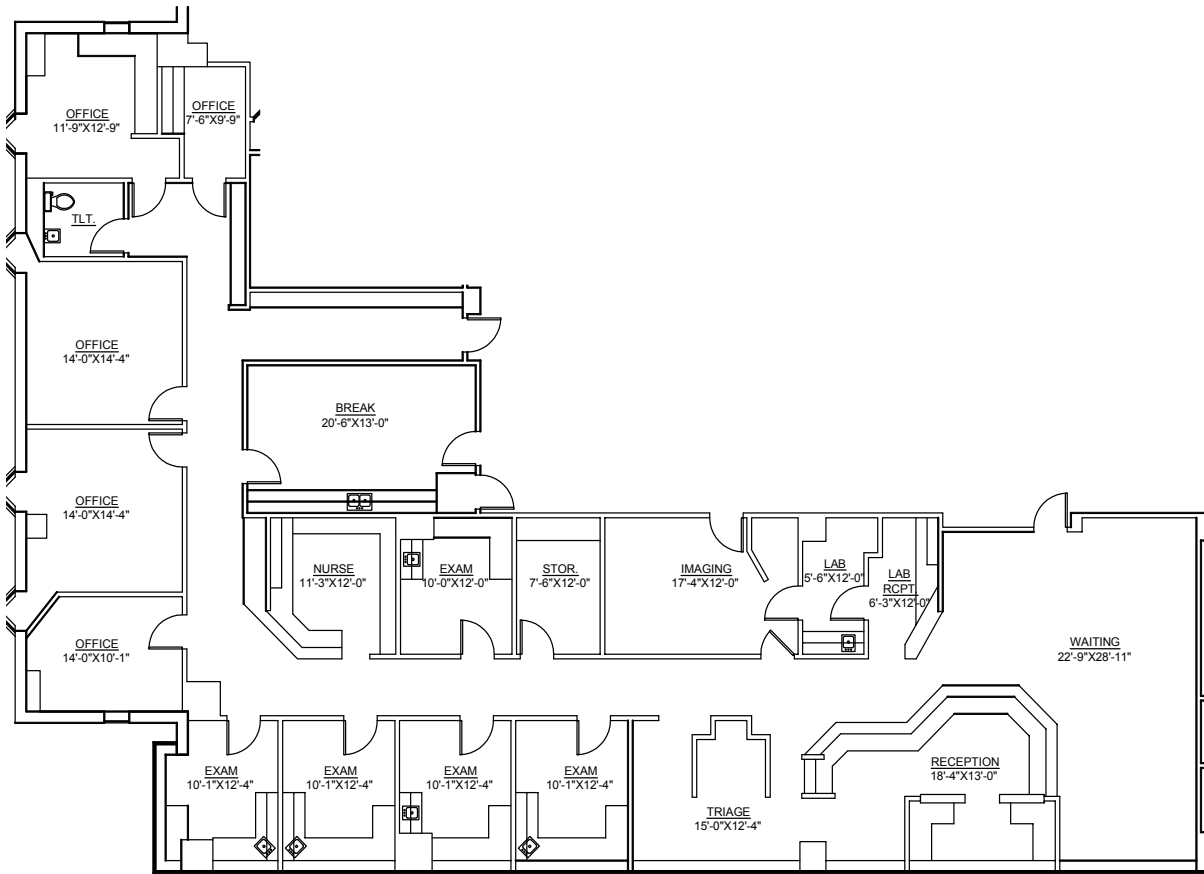 OFFICE
11'-9"X12'-9"
OFFICE
7'-6"X9'-9"
TLT.
OFFICE
14'-0"X14'-4"
BREAK
20'-6"X13'-0"
OFFICE
14'-0"X14'-4"
NURSE
11'-3"X12'-0"
EXAM
10'-0"X12'-0"
STOR.
7'-6"X12'-0"
IMAGING
17'-4"X12'-0"
LAB
5'-6"X12'-0"
LAB
RCPT.
6'-3"X12'-0"
OFFICE
14'-0"X10'-1"
WAITING
22'-9"X28'-11"
EXAM
10'-1"X12'-4"
EXAM
10'-1"X12'-4"
EXAM
10'-1"X12'-4"
EXAM
10'-1"X12'-4"
RECEPTION
18'-4"X13'-0"
TRIAGE
15'-0"X12'-4"